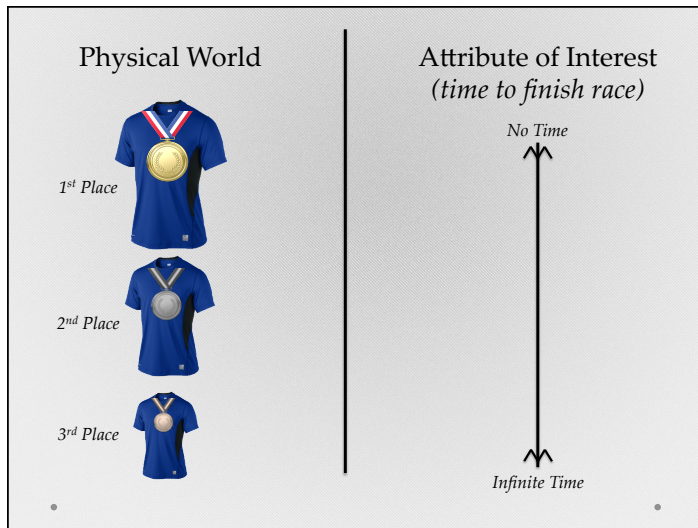 Physical World
1st Place
2nd Place
3rd Place
Attribute of Interest
(time to finish race)
No Time
Infinite Time